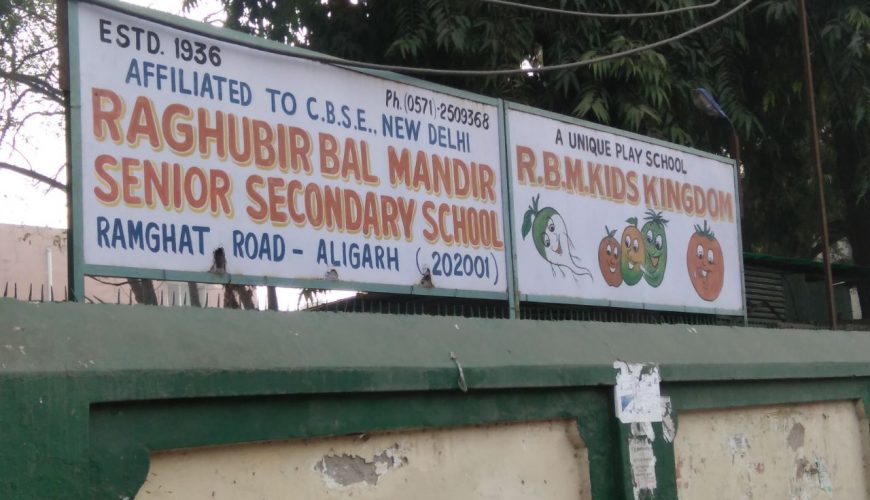 ESTD. 1936
AFFILIATED TO C.B.S.E., NEW DELHI
Ph.(0571)-2509368
RAGHUBIR BAL MANDIR
SENIOR SECONDARY SCHOOL
RAMGHAT ROAD - ALIGARH (202001)
A UNIQUE PLAY SCHOOL
R.B.M.KIDS KINGDOM